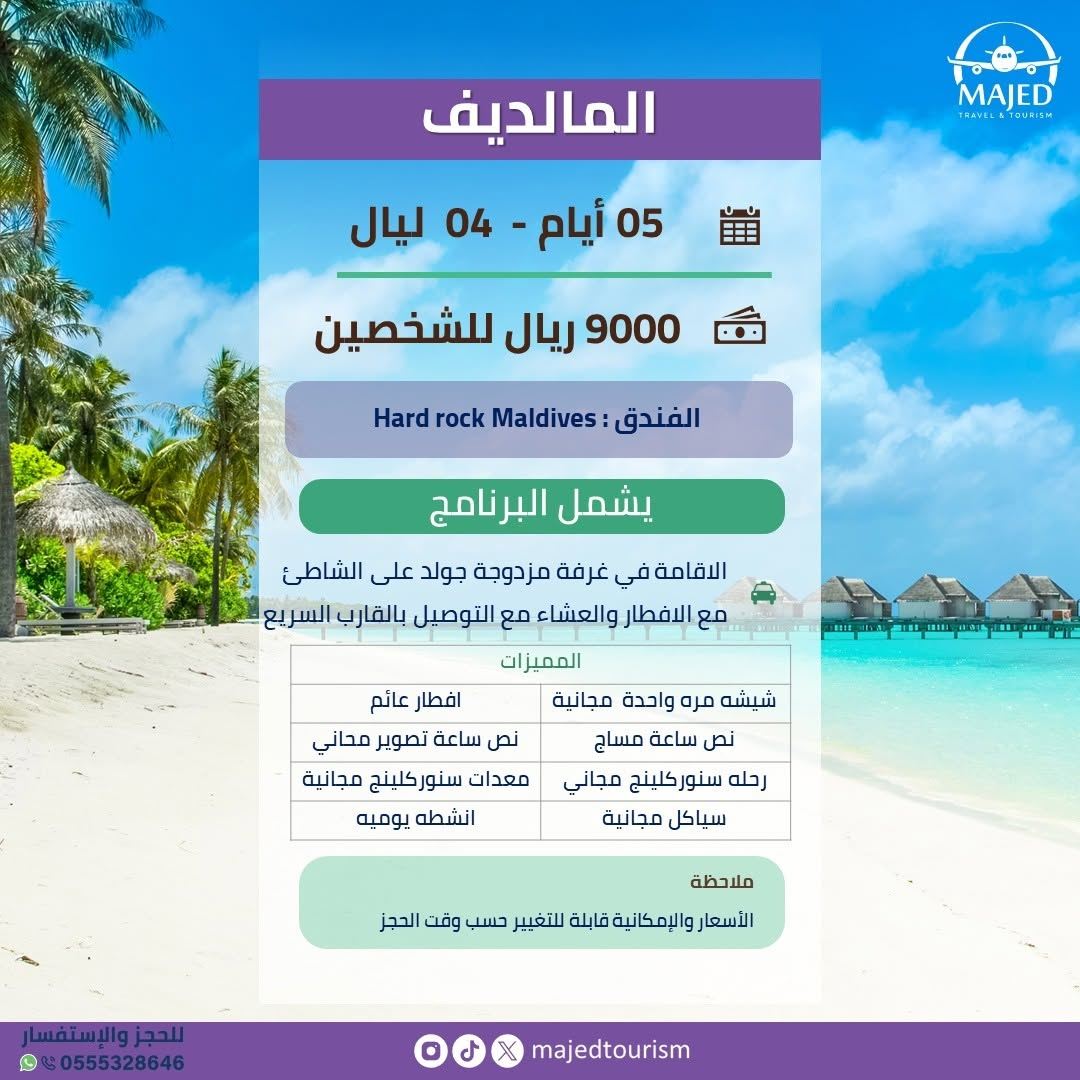 MAJED
TRAVEL & TOURISM
المالديف
05 أيام - 04 ليال
9000 ريال للشخصين
الفندق : Hard rock Maldives
يشمل البرنامج
الاقامة في غرفة مزدوجة جولد على الشاطئ
مع الافطار والعشاء مع التوصيل بالقارب السريع
المميزات
شيشه مره واحدة مجانية
افطار عائم
نص ساعة مساج
نص ساعة تصوير محاني
رحله سنوركلينج مجاني
معدات سنوركلينج مجانية
سياكل مجانية
انشطه يوميه
ملاحظة
الأسعار والإمكانية قابلة للتغيير حسب وقت الحجز
للحجز والإستفسار
0555328646
majedtourism